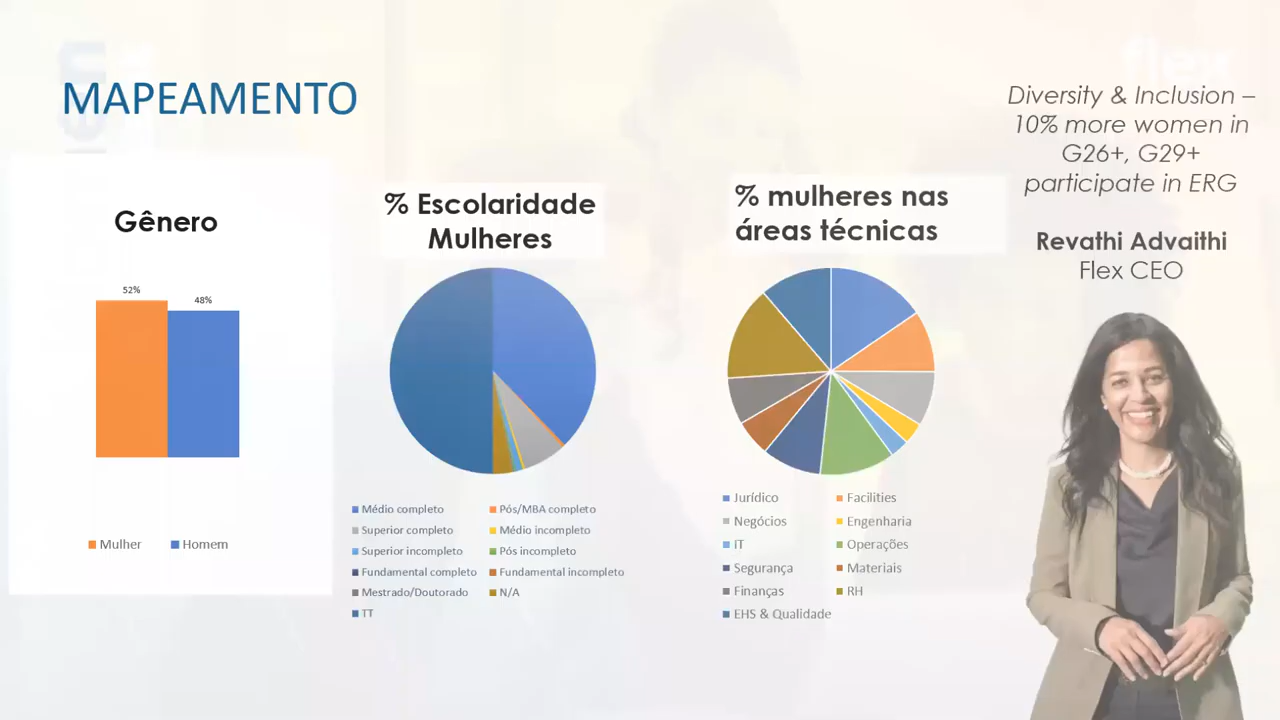 MAPEAMENTO
flex
Diversity & Inclusion –
10% more women in
G26+, G29+
participate in ERG
Revathi Advaithi
Flex CEO
Gênero
52%
48%
Mulher
Homem
% Escolaridade
Mulheres
Médio completo
Pós/MBA completo
Superior completo
Médio incompleto
Superior incompleto
Pós incompleto
Fundamental completo
Fundamental incompleto
Mestrado/Doutorado
N/A
TT
% mulheres nas
áreas técnicas
Jurídico
Facilities
Negócios
Engenharia
iT
Operações
Segurança
Materiais
Finanças
RH
EHS & Qualidade